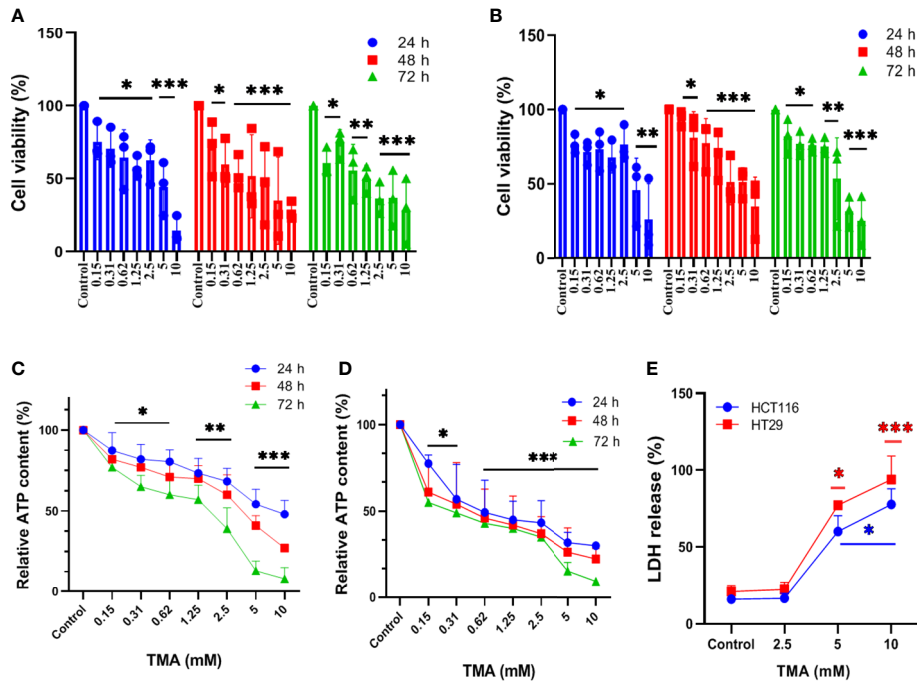 A
24 h
48 h
72 h
Cell viability (%)
150
100
50
0
* *** * *** * ** ***
Control 0.15 0.31 0.62 1.25 2.5 5 10 Control 0.15 0.31 0.62 1.25 2.5 5 10 Control 0.15 0.31 0.62 1.25 2.5 5 10
B
24 h
48 h
72 h
Cell viability (%)
150
100
50
0
* ** * *** * ** ***
Control 0.15 0.31 0.62 1.25 2.5 5 10 Control 0.15 0.31 0.62 1.25 2.5 5 10 Control 0.15 0.31 0.62 1.25 2.5 5 10
C
24 h
48 h
72 h
Relative ATP content (%)
100
50
0
* ** ***
Control 0.15 0.31 0.62 1.25 2.5 5 10
TMA (mM)
D
24 h
48 h
72 h
Relative ATP content (%)
100
50
0
* ***
Control 0.15 0.31 0.62 1.25 2.5 5 10
TMA (mM)
E
HCT116
HT29
LDH release (%)
150
100
50
0
* *** *
Control 2.5 5 10
TMA (mM)